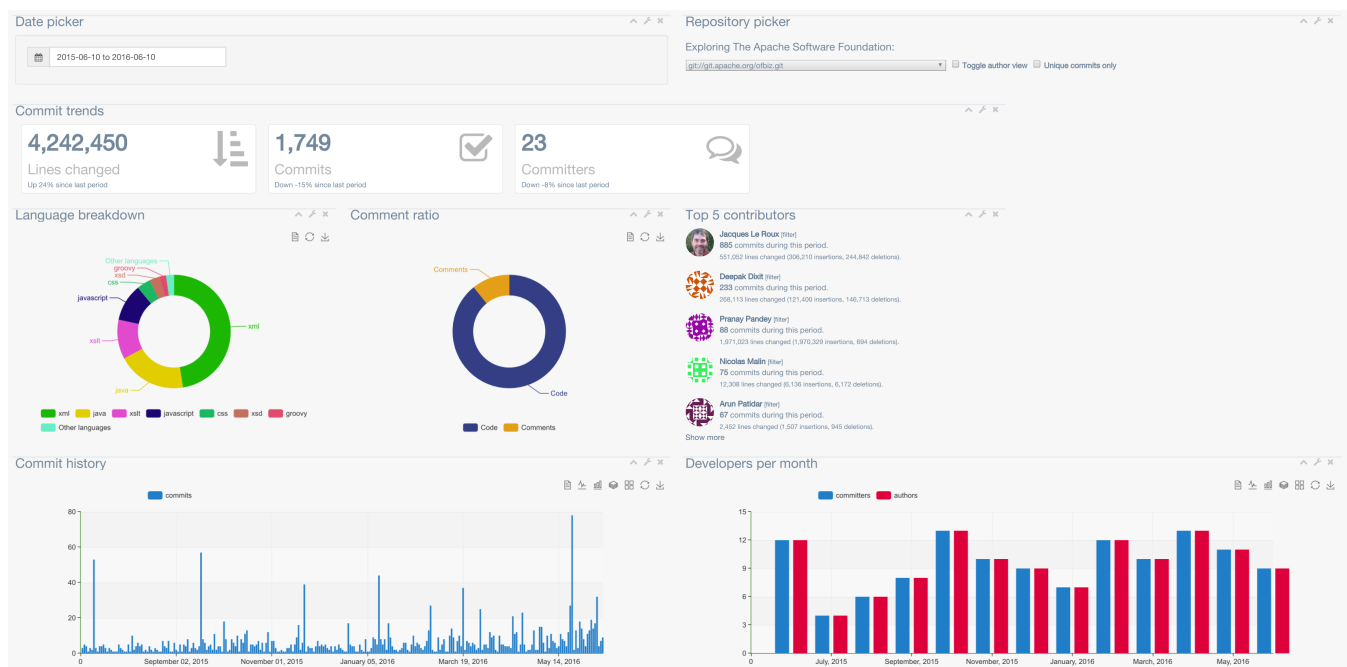 Date picker
2015-06-10 to 2016-06-10
Repository picker
Exploring The Apache Software Foundation:
git://git.apache.org/ofbiz.git
Toggle author view
Unique commits only
Commit trends
4,242,450
Lines changed
Up 24% since last period
1,749
Commits
Down -15% since last period
23
Committers
Down -8% since last period
Language breakdown
Other languages
groovy
xsd
css
javascript
xslt
java
xml
xml java xslt javascript css xsd groovy
Other languages
Comment ratio
Comments
Code
Code Comments
Top 5 contributors
Jacques Le Roux [filter]
885 commits during this period.
551,052 lines changed (306,210 insertions, 244,842 deletions).
Deepak Dixit [filter]
233 commits during this period.
268,113 lines changed (121,400 insertions, 146,713 deletions).
Pranay Pandey [filter]
88 commits during this period.
1,971,023 lines changed (1,970,329 insertions, 694 deletions).
Nicolas Malin [filter]
75 commits during this period.
12,308 lines changed (6,136 insertions, 6,172 deletions).
Arun Patidar [filter]
67 commits during this period.
2,452 lines changed (1,507 insertions, 945 deletions).
Show more
Commit history
commits
80
60
40
20
0
0 September 02, 2015 November 01, 2015 January 05, 2016 March 19, 2016 May 14, 2016
Developers per month
committers authors
15
12
9
6
3
0
0 July, 2015 September, 2015 November, 2015 January, 2016 March, 2016 May, 2016